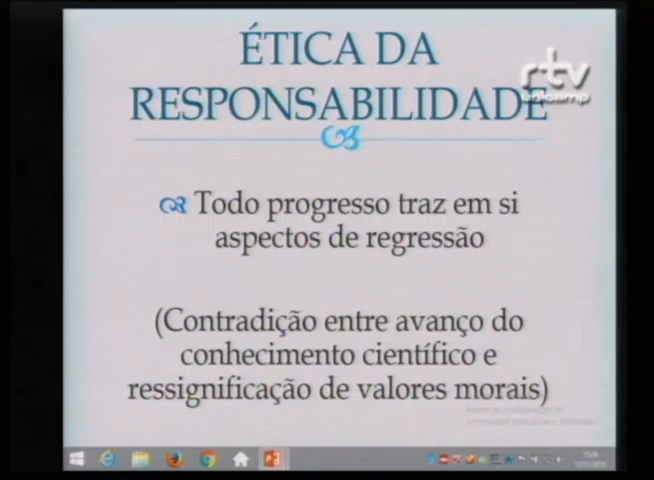 ÉTICA DA
RESPONSABILIDADE
rtv
unicamp
Todo progresso traz em si
aspectos de regressão
(Contradição entre avanço do
conhecimento científico e
ressignificação de valores morais)